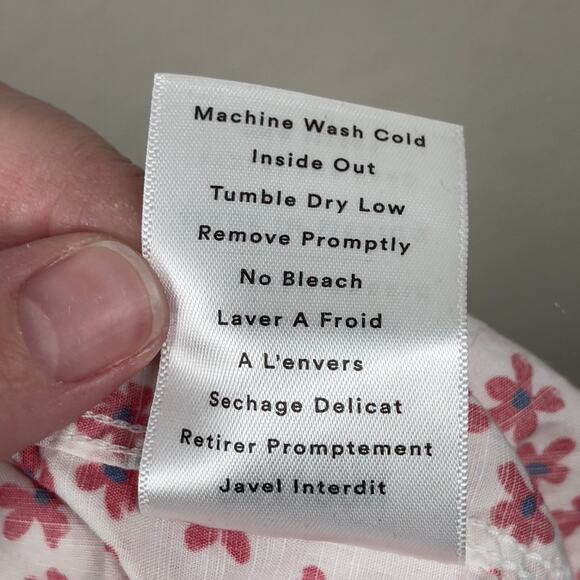 Machine Wash Cold
Inside Out
Tumble Dry Low
Remove Promptly
No Bleach
Laver A Froid
A L'envers
Sechage Delicat
Retirer Promptement
Javel Interdit